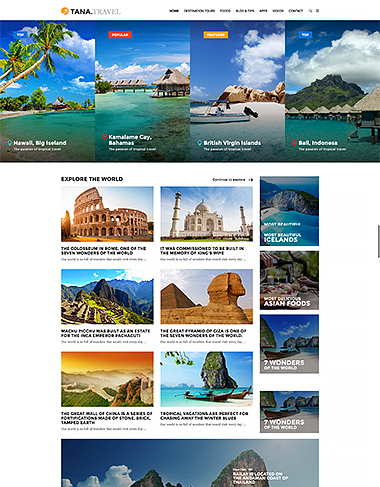 TANA.TRAVEL
HOME DESTINATION TOURS FOODS BLOG & TIPS APPS VIDEOS CONTACT
TOP
POPULAR
FEATURED
TOP
Hawaii, Big Iseland
The passion of tropical travel
Kamalame Cay,
Bahamas
The passion of tropical travel
British Virgin Islands
The passion of tropical travel
Bali, Indonesa
The passion of tropical travel
EXPLORE THE WORLD
Continue to explore
THE COLOSSEUM IN ROME, ONE OF THE
SEVEN WONDERS OF THE WORLD
Our world is so full of wonders that would visit every day ...
IT WAS COMMISSIONED TO BE BUILT IN
THE MEMORY OF KING'S WIFE
Our world is so full of wonders that would visit every day ...
MACHU PICCHU WAS BUILT AS AN ESTATE
FOR THE INCA EMPEROR PACHACUTI
Our world is so full of wonders that would visit every day ...
THE GREAT PYRAMID OF GIZA IS ONE OF
THE SEVEN WONDERS OF THE WORLD.
Our world is so full of wonders that would visit every day ...
THE GREAT WALL OF CHINA IS A SERIES OF
FORTIFICATIONS MADE OF STONE, BRICK,
TAMPED EARTH
Our world is so full of wonders that would visit every day ...
TROPICAL VACATIONS ARE PERFECT FOR
CHASING AWAY THE WINTER BLUES
Our world is so full of wonders that would visit every day ...
MOST BEAUTIFUL
MOST BEAUTIFUL
ICELANDS
MOST DELICIOUS
ASIAN FOODS
7 WONDERS
OF THE WORLD
7 WONDERS
OF THE WORLD
RAILAY IS LOCATED ON
THE ANDAMAN COAST OF
THAILAND